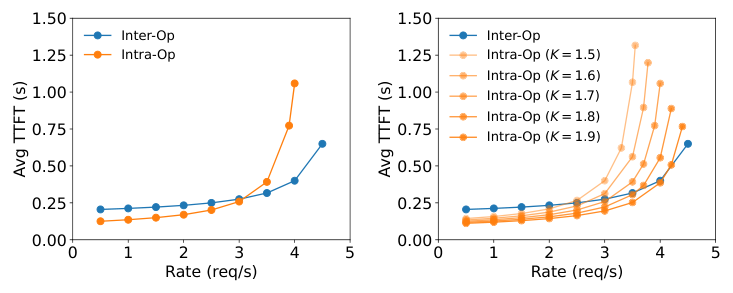 1.50
1.25
1.00
0.75
0.50
0.25
0.00
Avg TTFT (s)
Inter-Op
Intra-Op
0 1 2 3 4 5
Rate (req/s)
1.50
1.25
1.00
0.75
0.50
0.25
0.00
Avg TTFT (s)
Inter-Op
Intra-Op (K = 1.5)
Intra-Op (K = 1.6)
Intra-Op (K = 1.7)
Intra-Op (K = 1.8)
Intra-Op (K = 1.9)
0 1 2 3 4 5
Rate (req/s)